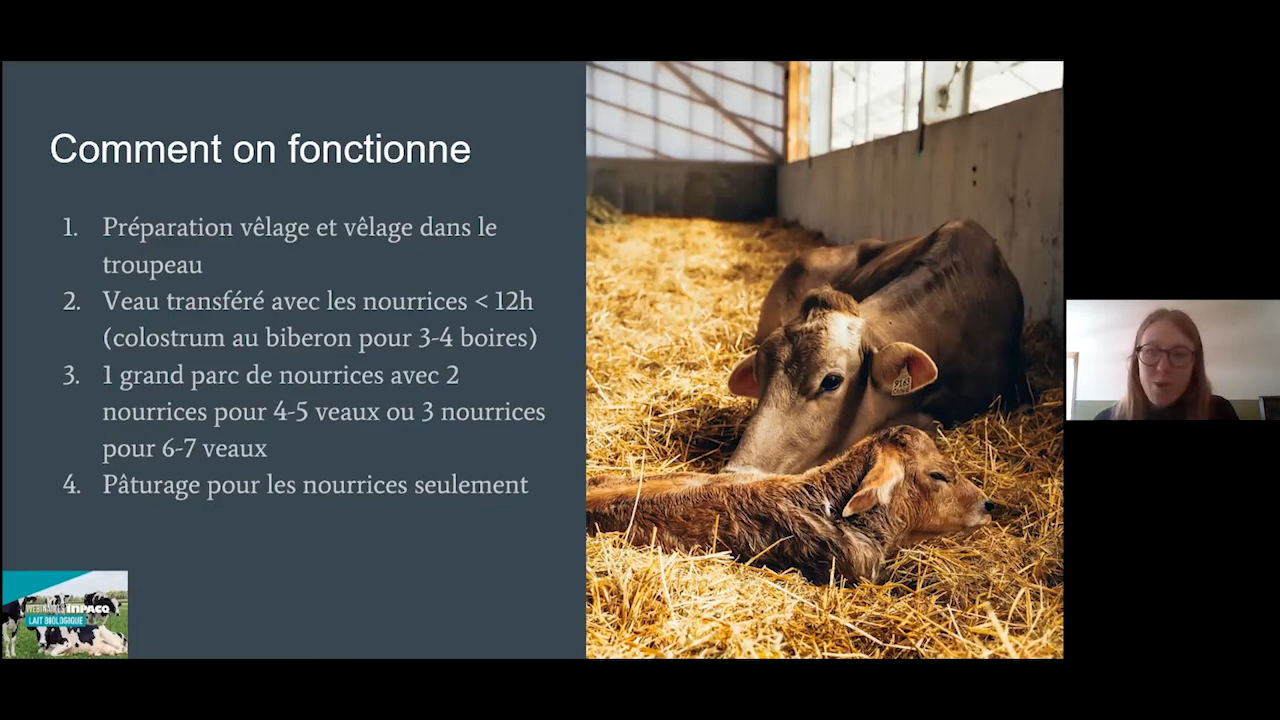 Comment on fonctionne
1. Préparation vêlage et vêlage dans le
troupeau
2. Veau transféré avec les nourrices < 12h
(colostrum au biberon pour 3-4 boires)
3. 1 grand parc de nourrices avec 2
nourrices pour 4-5 veaux ou 3 nourrices
pour 6-7 veaux
4. Pâturage pour les nourrices seulement
WEBINAIRES INPACQ
LAIT BIOLOGIQUE